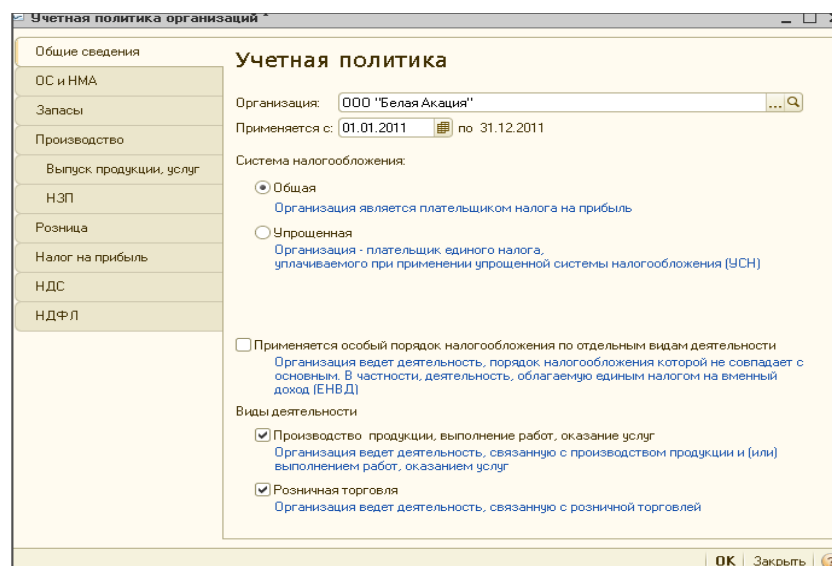 Учетная политика организаций *
Общие сведения
ОС и НМА
Запасы
Производство
Выпуск продукции, услуг
НЗП
Розница
Налог на прибыль
НДС
НДФЛ
Учетная политика
Организация: ООО "Белая Акация" ...
Применяется с: 01.01.2011 по 31.12.2011
Система налогообложения:
Общая
Организация является плательщиком налога на прибыль
Упрощенная
Организация - плательщик единого налога,
уплачиваемого при применении упрощенной системы налогообложения (УСН)
Применяется особый порядок налогообложения по отдельным видам деятельности
Организация ведет деятельность, порядок налогообложения которой не совпадает с
основным. В частности, деятельность, облагаемую единым налогом на вменный
доход (ЕНВД)
Виды деятельности
Производство продукции, выполнение работ, оказание услуг
Организация ведет деятельность, связанную с производством продукции и (или)
выполнением работ, оказанием услуг
Розничная торговля
Организация ведет деятельность, связанную с розничной торговлей
OK Закрыть ?